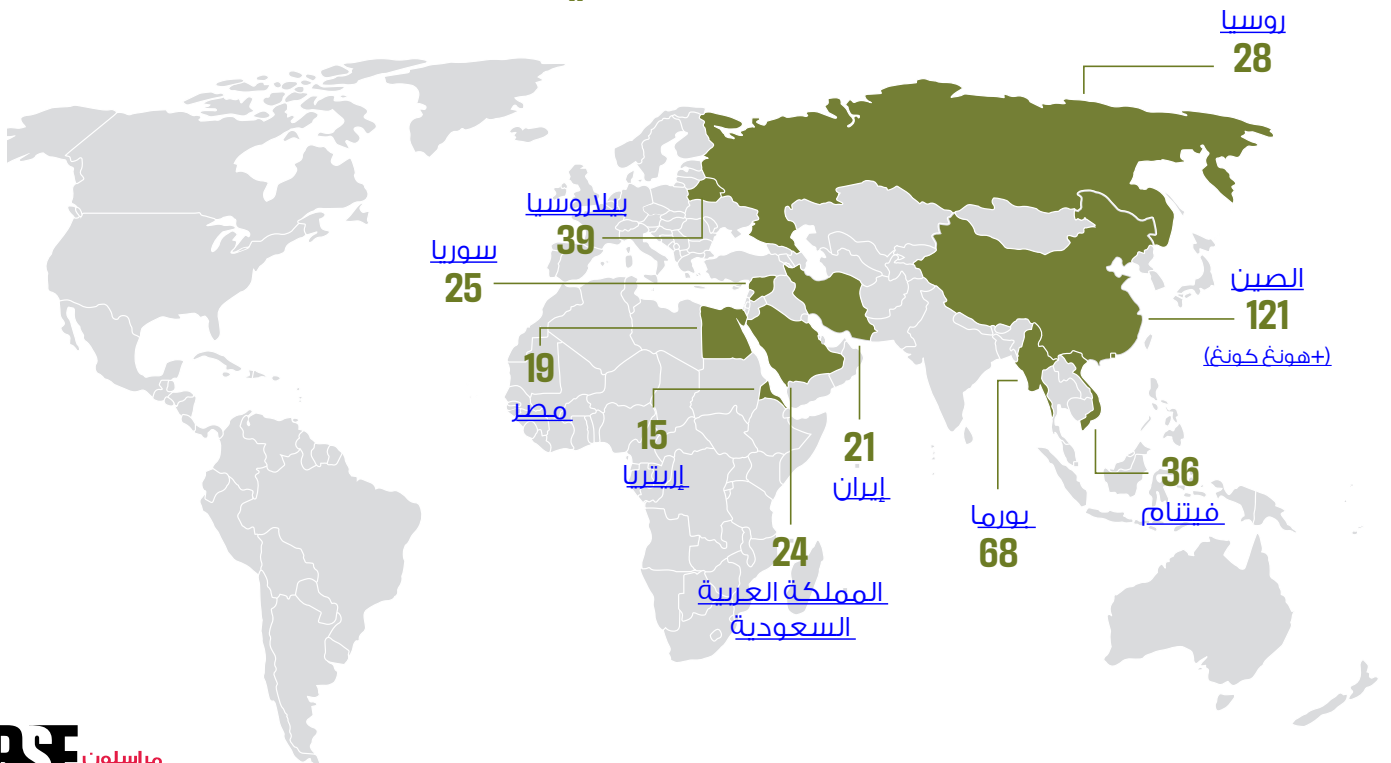 روسيا
28
بيلاروسيا
39
سوريا
25
الصين
121
(+هونغ كونغ)
19
مصر
15
إريتريا
21
إيران
36
فيتنام
بورما
68
24
المملكة العربية
السعودية
RSF
مراسلون